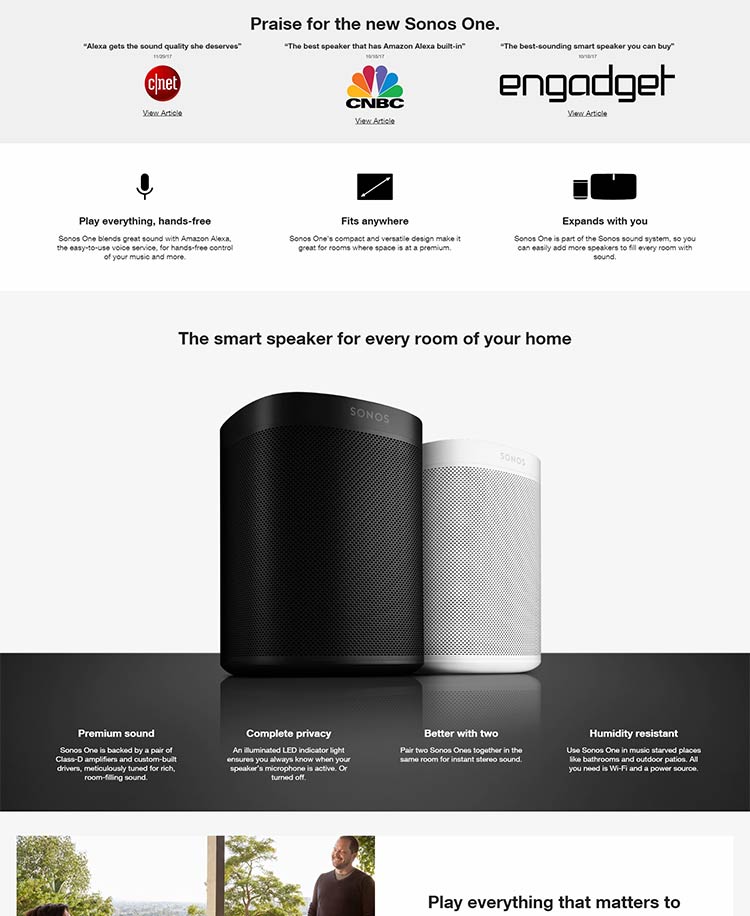 Praise for the new Sonos One.
“Alexa gets the sound quality she deserves”
11/29/17
c|net
View Article
“The best speaker that has Amazon Alexa built-in”
10/18/17
CNBC
View Article
“The best-sounding smart speaker you can buy”
10/18/17
engadget
View Article
Play everything, hands-free
Sonos One blends great sound with Amazon Alexa,
the easy-to-use voice service, for hands-free control
of your music and more.
Fits anywhere
Sonos One's compact and versatile design make it
great for rooms where space is at a premium.
Expands with you
Sonos One is part of the Sonos sound system, so you
can easily add more speakers to fill every room with
sound.
The smart speaker for every room of your home
SONOS
SONOS
Premium sound
Sonos One is backed by a pair of
Class-D amplifiers and custom-built
drivers, meticulously tuned for rich,
room-filling sound.
Complete privacy
An illuminated LED indicator light
ensures you always know when your
speaker's microphone is active. Or
turned off.
Better with two
Pair two Sonos Ones together in the
same room for instant stereo sound.
Humidity resistant
Use Sonos One in music starved places
like bathrooms and outdoor patios. All
you need is Wi-Fi and a power source.
Play everything that matters to